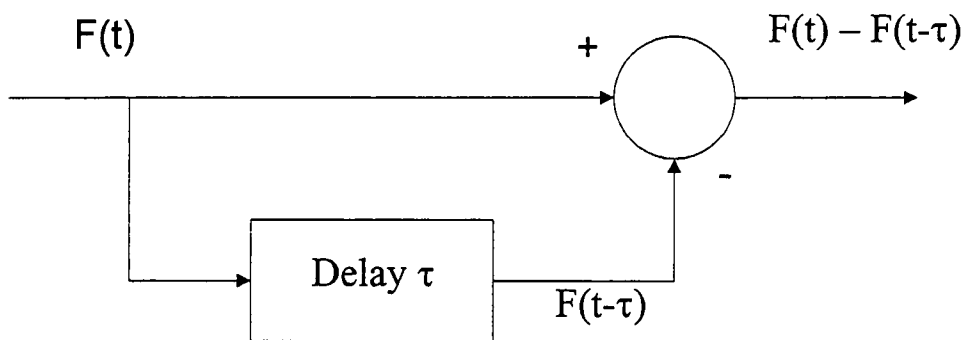 F(t)
+
F(t) – F(t-τ)
-
Delay τ
F(t-τ)